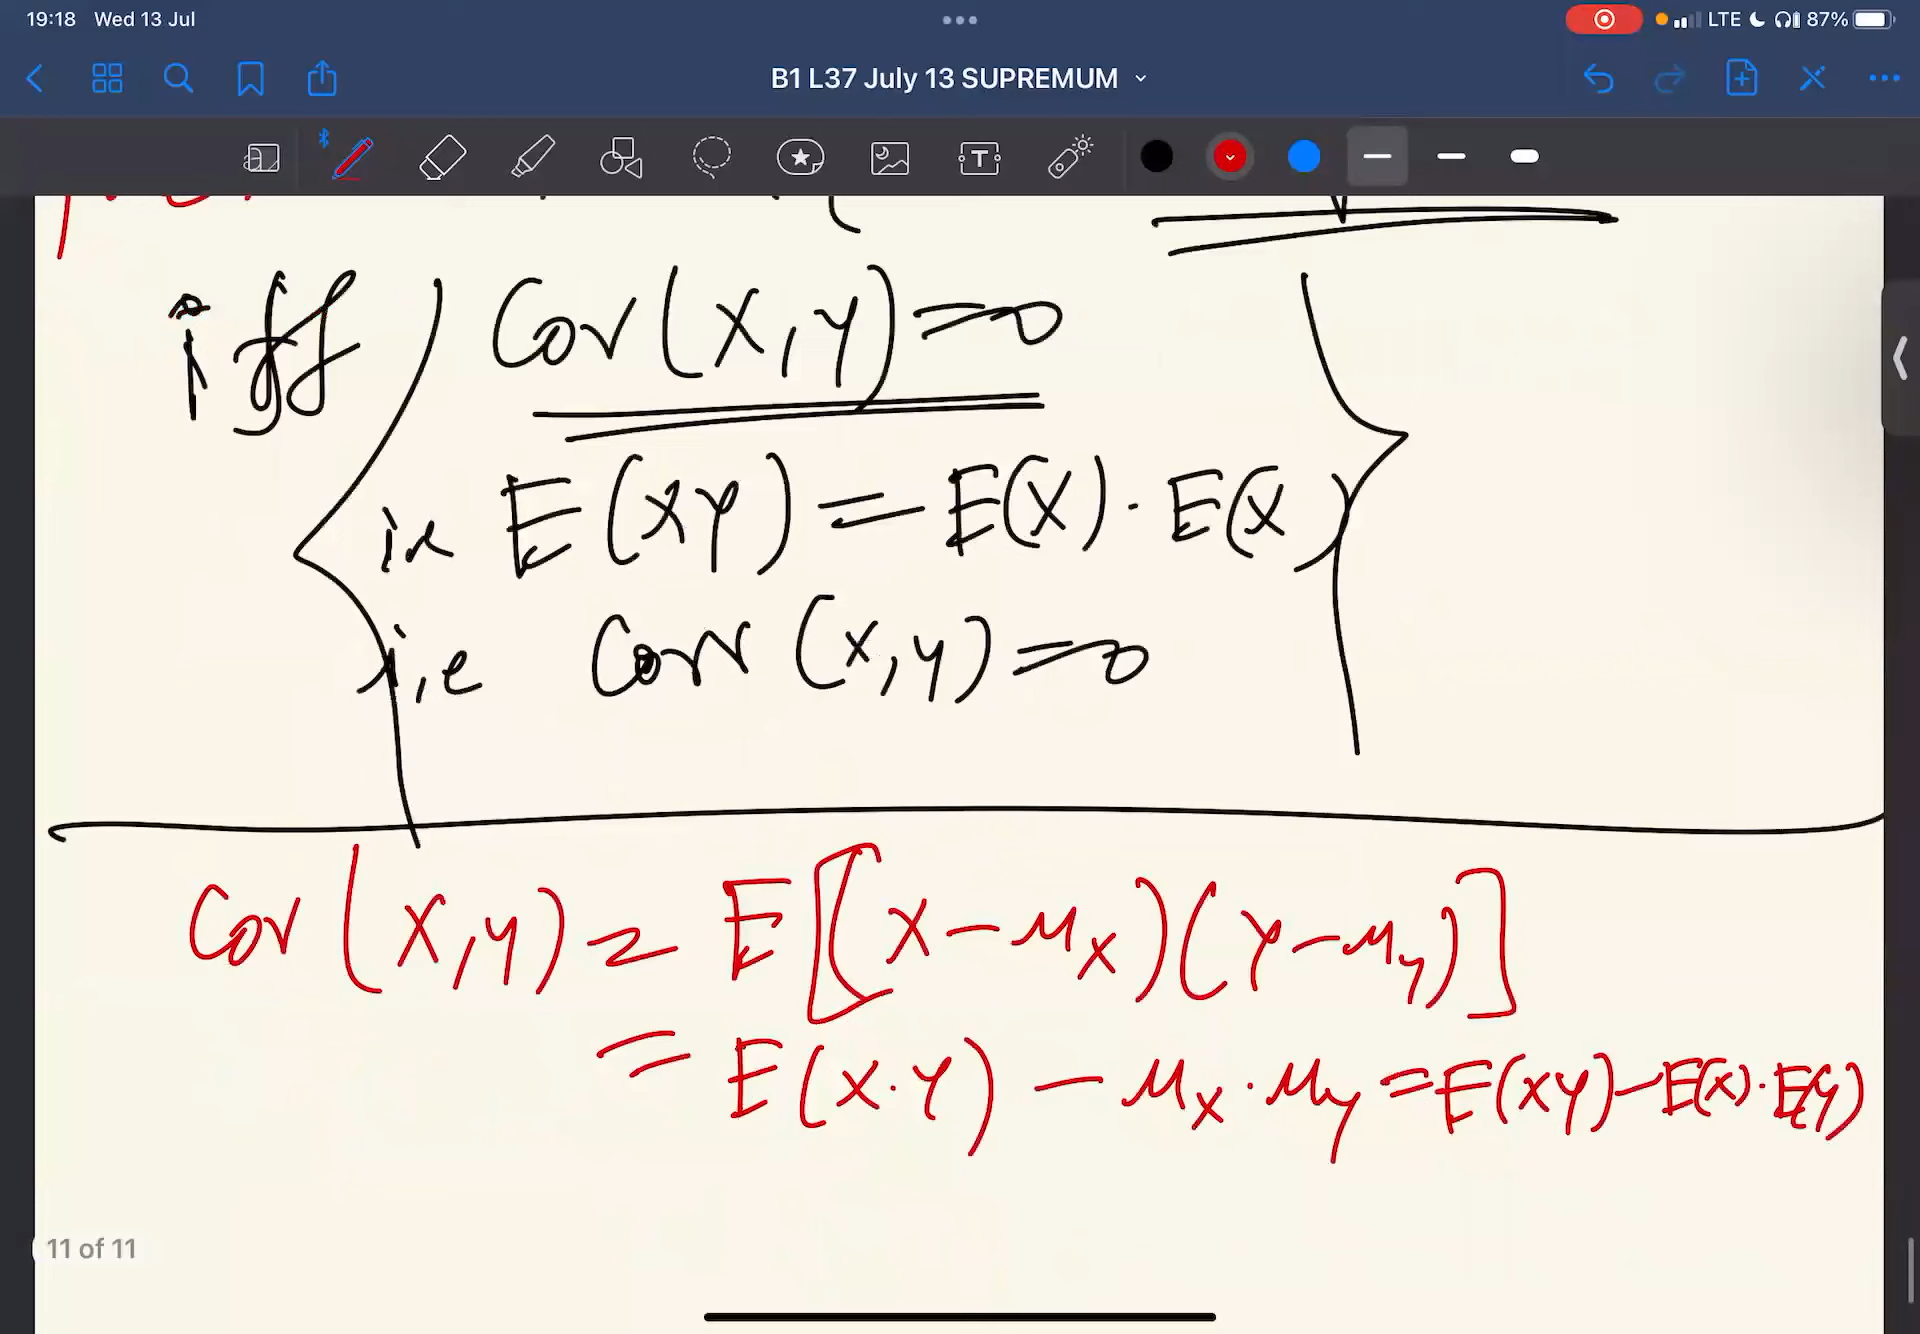 19:18 Wed 13 Jul
LTE 87%
B1 L37 July 13 SUPREMUM
T
iff Cov(X,Y)=0
ie E(XY) = E(X) . E(X)
i,e Corr (X,Y)=0
Cov (X,Y) = E[(X-μx)(Y-μy)]
= E(X.Y) - μx.μy = E(XY)-E(X).E(Y)
11 of 11